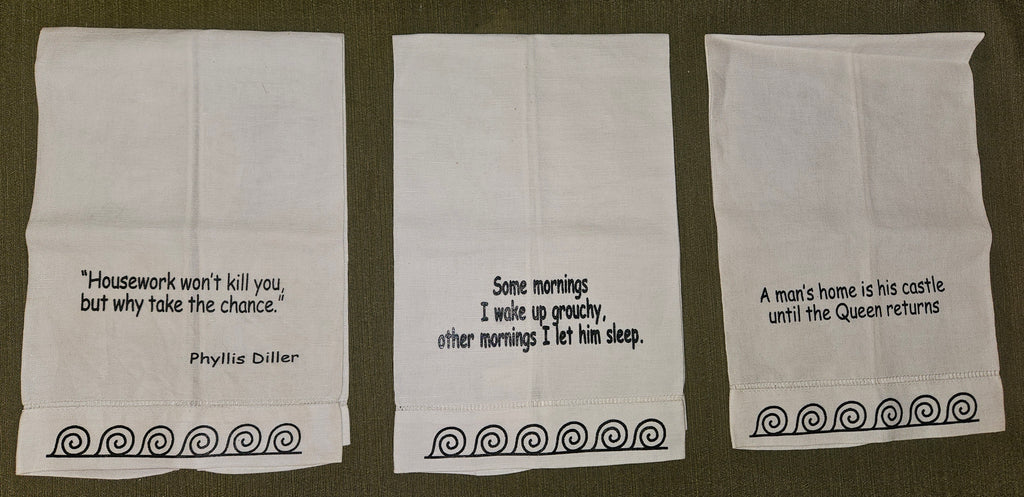 "Housework won't kill you,
but why take the chance."
Phyllis Diller
Some mornings
I wake up grouchy,
other mornings I let him sleep.
A man's home is his castle
until the Queen returns